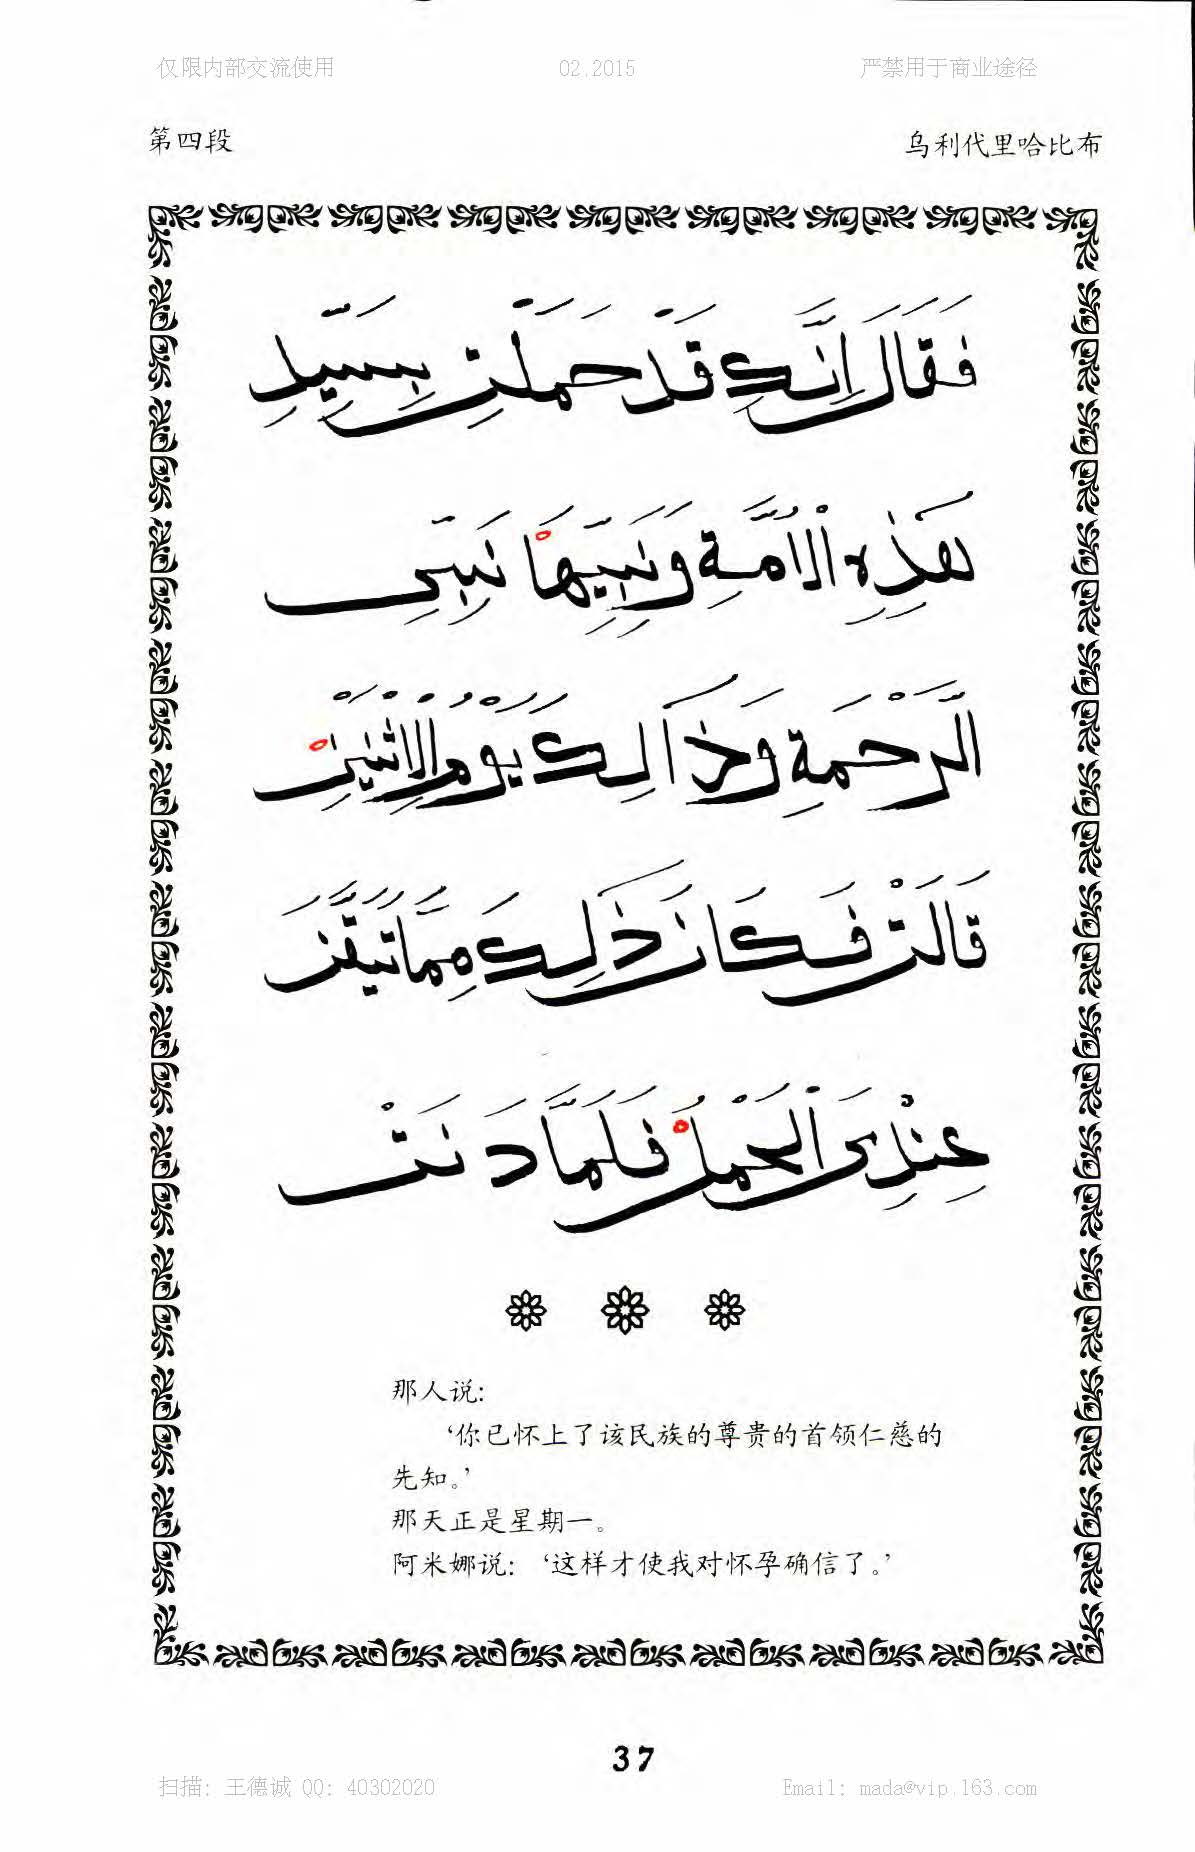 仅限内部交流使用 02.2015 严禁用于商业途径
第四段 乌利代里哈比布
فَقَالَ اِنَّكِ قَدْ حَمَلْتِ بِسَيِّدِ
هَذِهِ الْاُمَّةِ وَنَبِيِّهَا نَبِىِّ
الرَّحْمَةِ وَذَالِكَ يَوْمُ الْاِثْنَيْنِ
قَالَتْ فَكَانَ ذَلِكَ مِمَّا تَيَقَّنَ
عِنْدِىَ الْحَمْلُ فَلَمَّا دَنَتْ
那人说:
‘你已怀上了该民族的尊贵的首领仁慈的
先知。’
那天正是星期一。
阿米娜说: ‘这样才使我对怀孕确信了。’
37
扫描: 王德诚 QQ: 40302020 Email: mada@vip.163.com